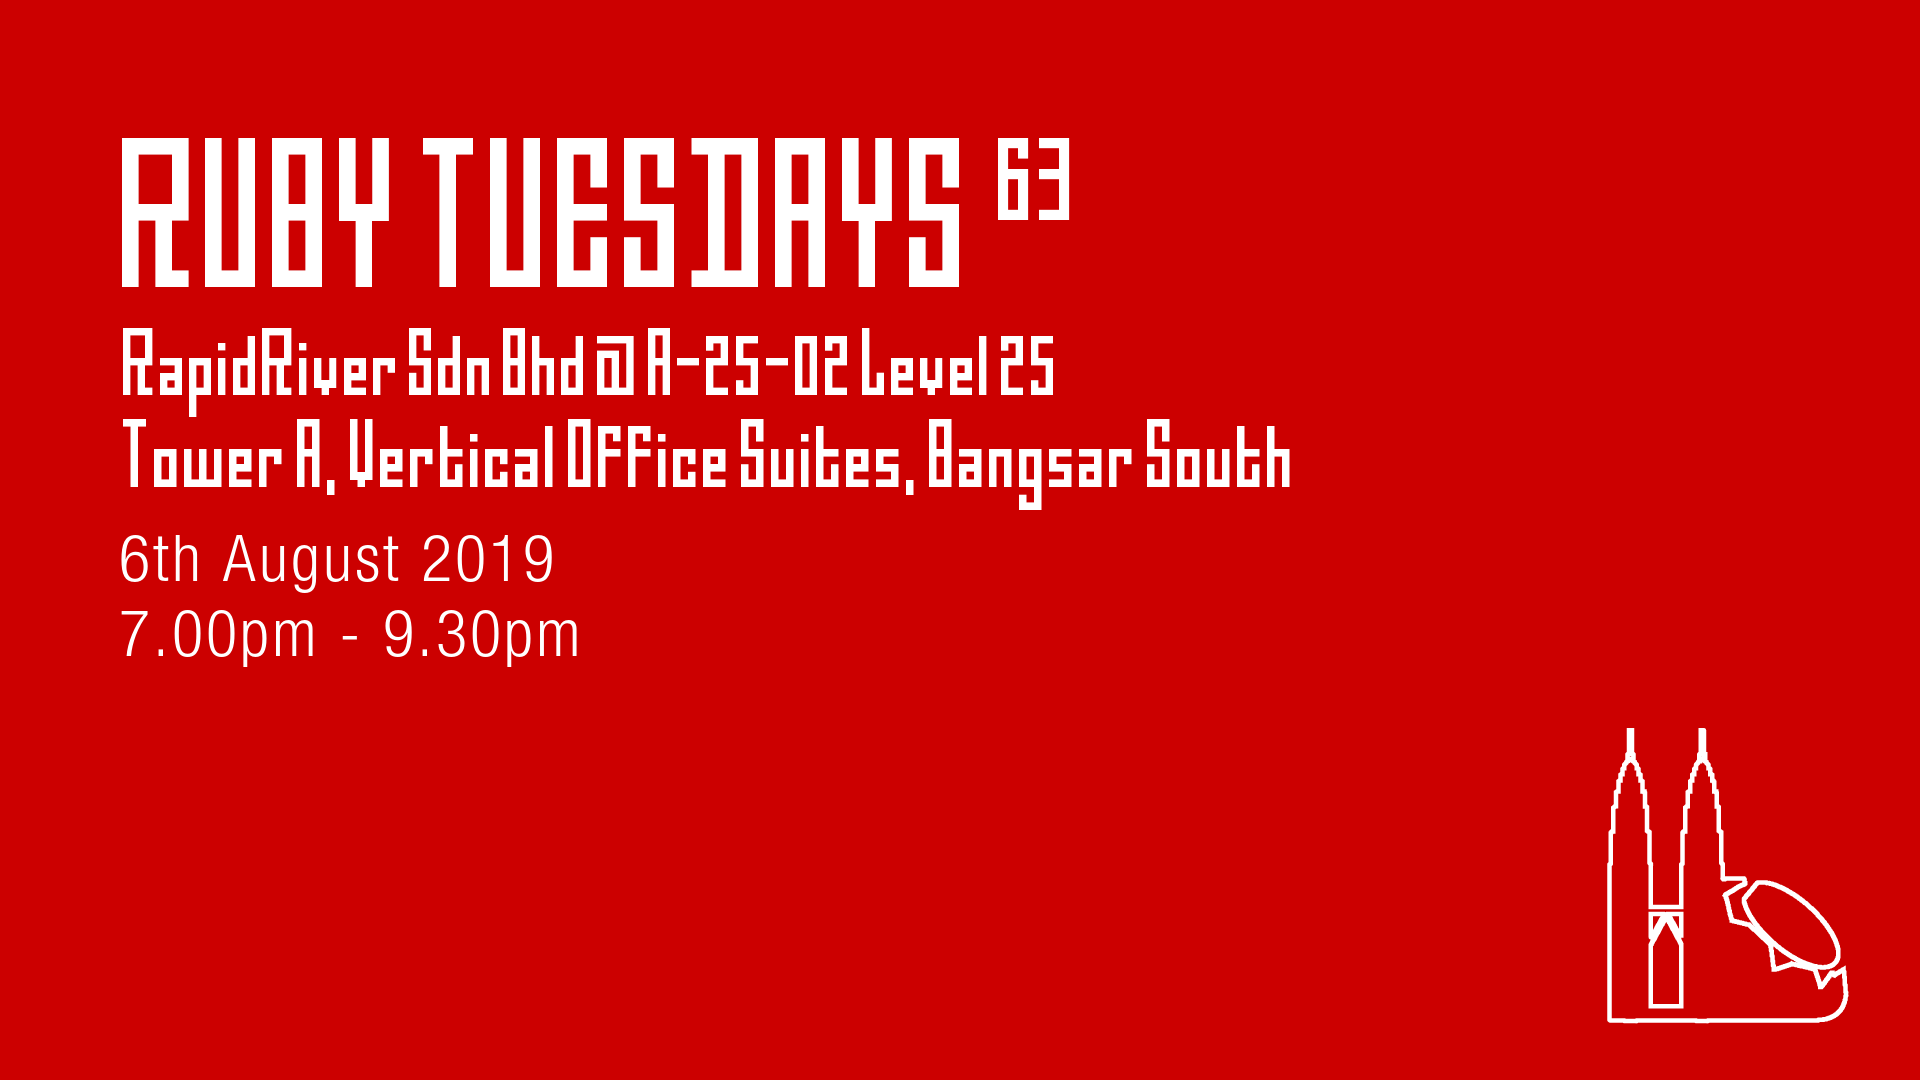 RUBY TUESDAYS 63
RapidRiver Sdn Bhd @ A-25-02 Level 25
Tower A, Vertical Office Suites, Bangsar South
6th August 2019
7.00pm - 9.30pm